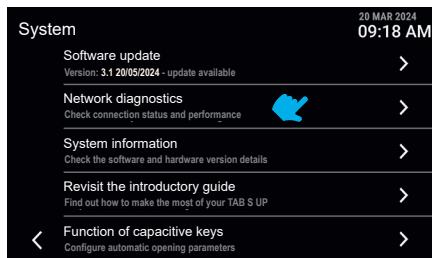 20 MAR 2024
System 09:18 AM
Software update
Version: 3.1 20/05/2024 - update available
Network diagnostics
Check connection status and performance
System information
Check the software and hardware version details
Revisit the introductory guide
Find out how to make the most of your TAB S UP
Function of capacitive keys
Configure automatic opening parameters